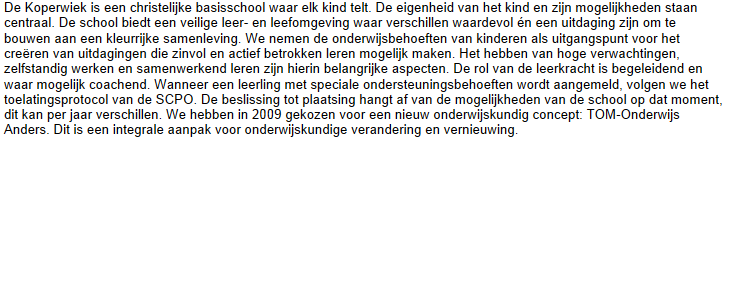 De Koperwiek is een christelijke basisschool waar elk kind telt. De eigenheid van het kind en zijn mogelijkheden staan
centraal. De school biedt een veilige leer- en leefomgeving waar verschillen waardevol én een uitdaging zijn om te
bouwen aan een kleurrijke samenleving. We nemen de onderwijsbehoeften van kinderen als uitgangspunt voor het
creëren van uitdagingen die zinvol en actief betrokken leren mogelijk maken. Het hebben van hoge verwachtingen,
zelfstandig werken en samenwerkend leren zijn hierin belangrijke aspecten. De rol van de leerkracht is begeleidend en
waar mogelijk coachend. Wanneer een leerling met speciale ondersteuningsbehoeften wordt aangemeld, volgen we het
toelatingsprotocol van de SCPO. De beslissing tot plaatsing hangt af van de mogelijkheden van de school op dat moment,
dit kan per jaar verschillen. We hebben in 2009 gekozen voor een nieuw onderwijskundig concept: TOM-Onderwijs
Anders. Dit is een integrale aanpak voor onderwijskundige verandering en vernieuwing.